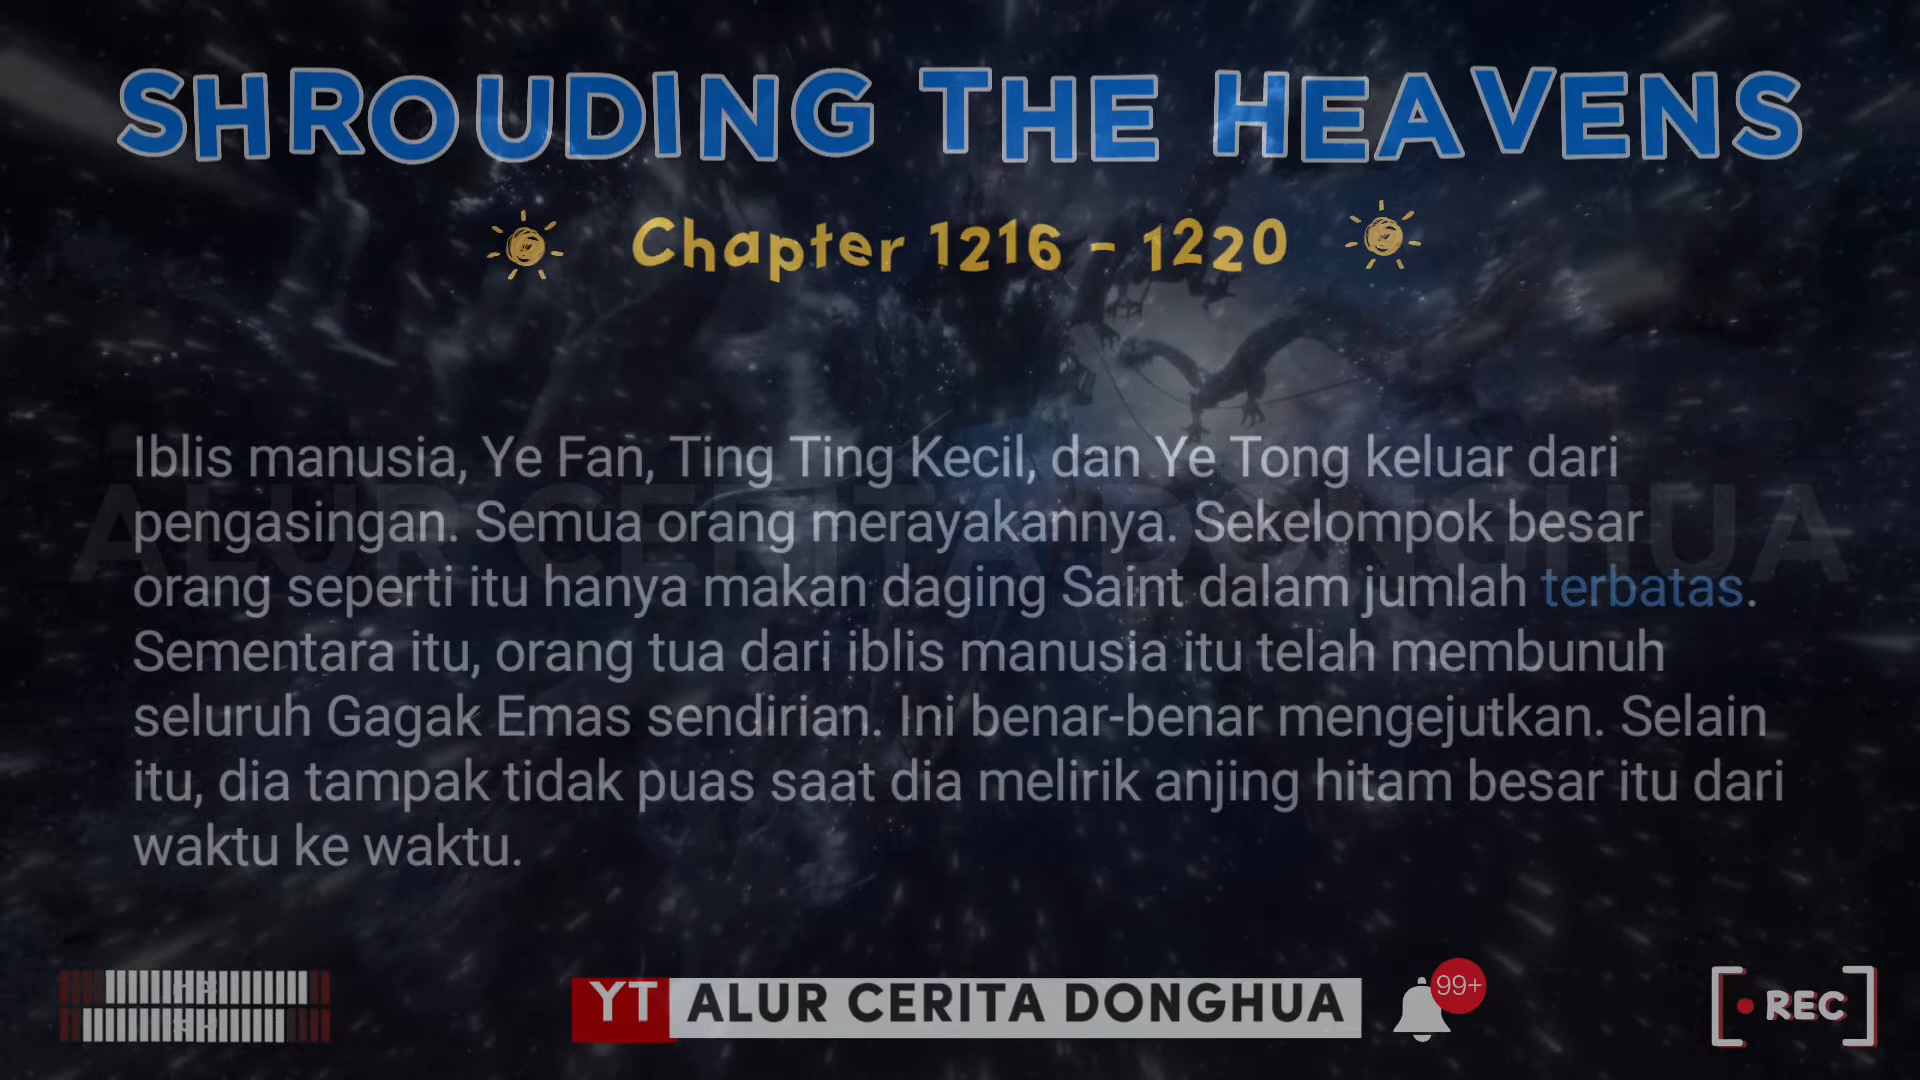 SHROUDING THE HEAVENS
Chapter 1216 - 1220
Iblis manusia, Ye Fan, Ting Ting Kecil, dan Ye Tong keluar dari
pengasingan. Semua orang merayakannya. Sekelompok besar
orang seperti itu hanya makan daging Saint dalam jumlah terbatas.
Sementara itu, orang tua dari iblis manusia itu telah membunuh
seluruh Gagak Emas sendirian. Ini benar-benar mengejutkan. Selain
itu, dia tampak tidak puas saat dia melirik anjing hitam besar itu dari
waktu ke waktu.
ALUR CERITA DONGHUA
YT ALUR CERITA DONGHUA
99+
REC